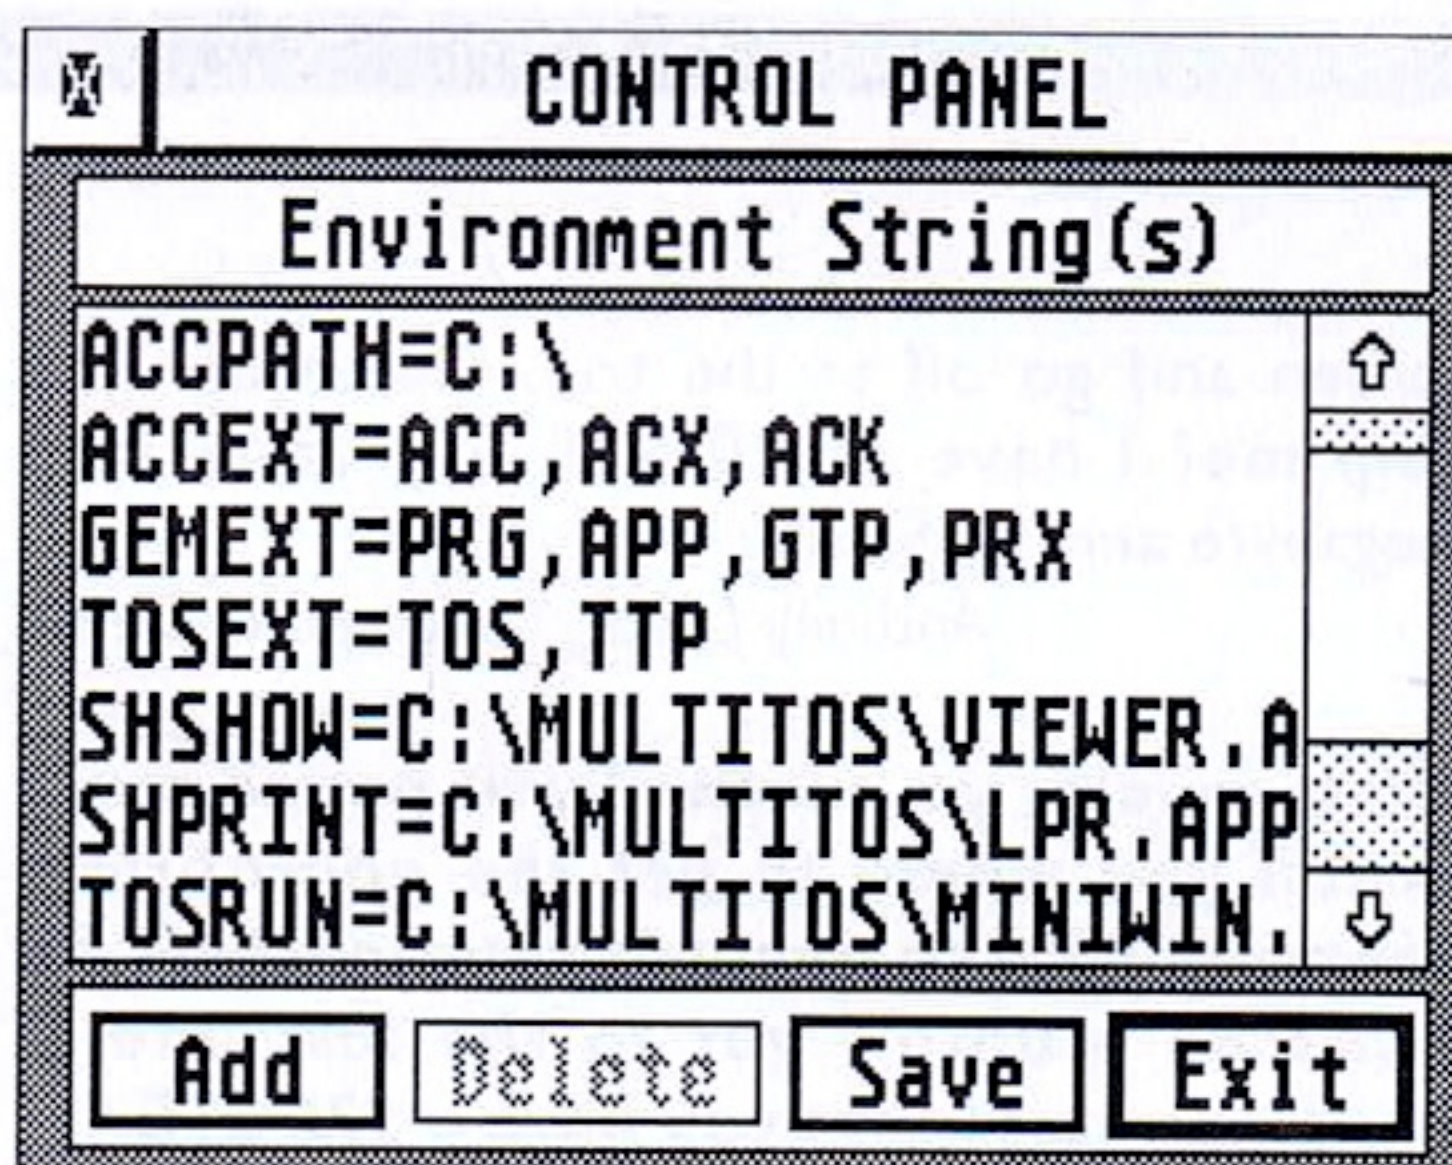 CONTROL PANEL
Environment String(s)
ACCPATH=C:\
ACCEXT=ACC,ACX,ACK
GEMEXT=PRG,APP,GTP,PRX
TOSEXT=TOS,TTP
SHSHOW=C:\MULTITOS\VIEWER.A
SHPRINT=C:\MULTITOS\LPR.APP
TOSRUN=C:\MULTITOS\MINIWIN.
Add Delete Save Exit